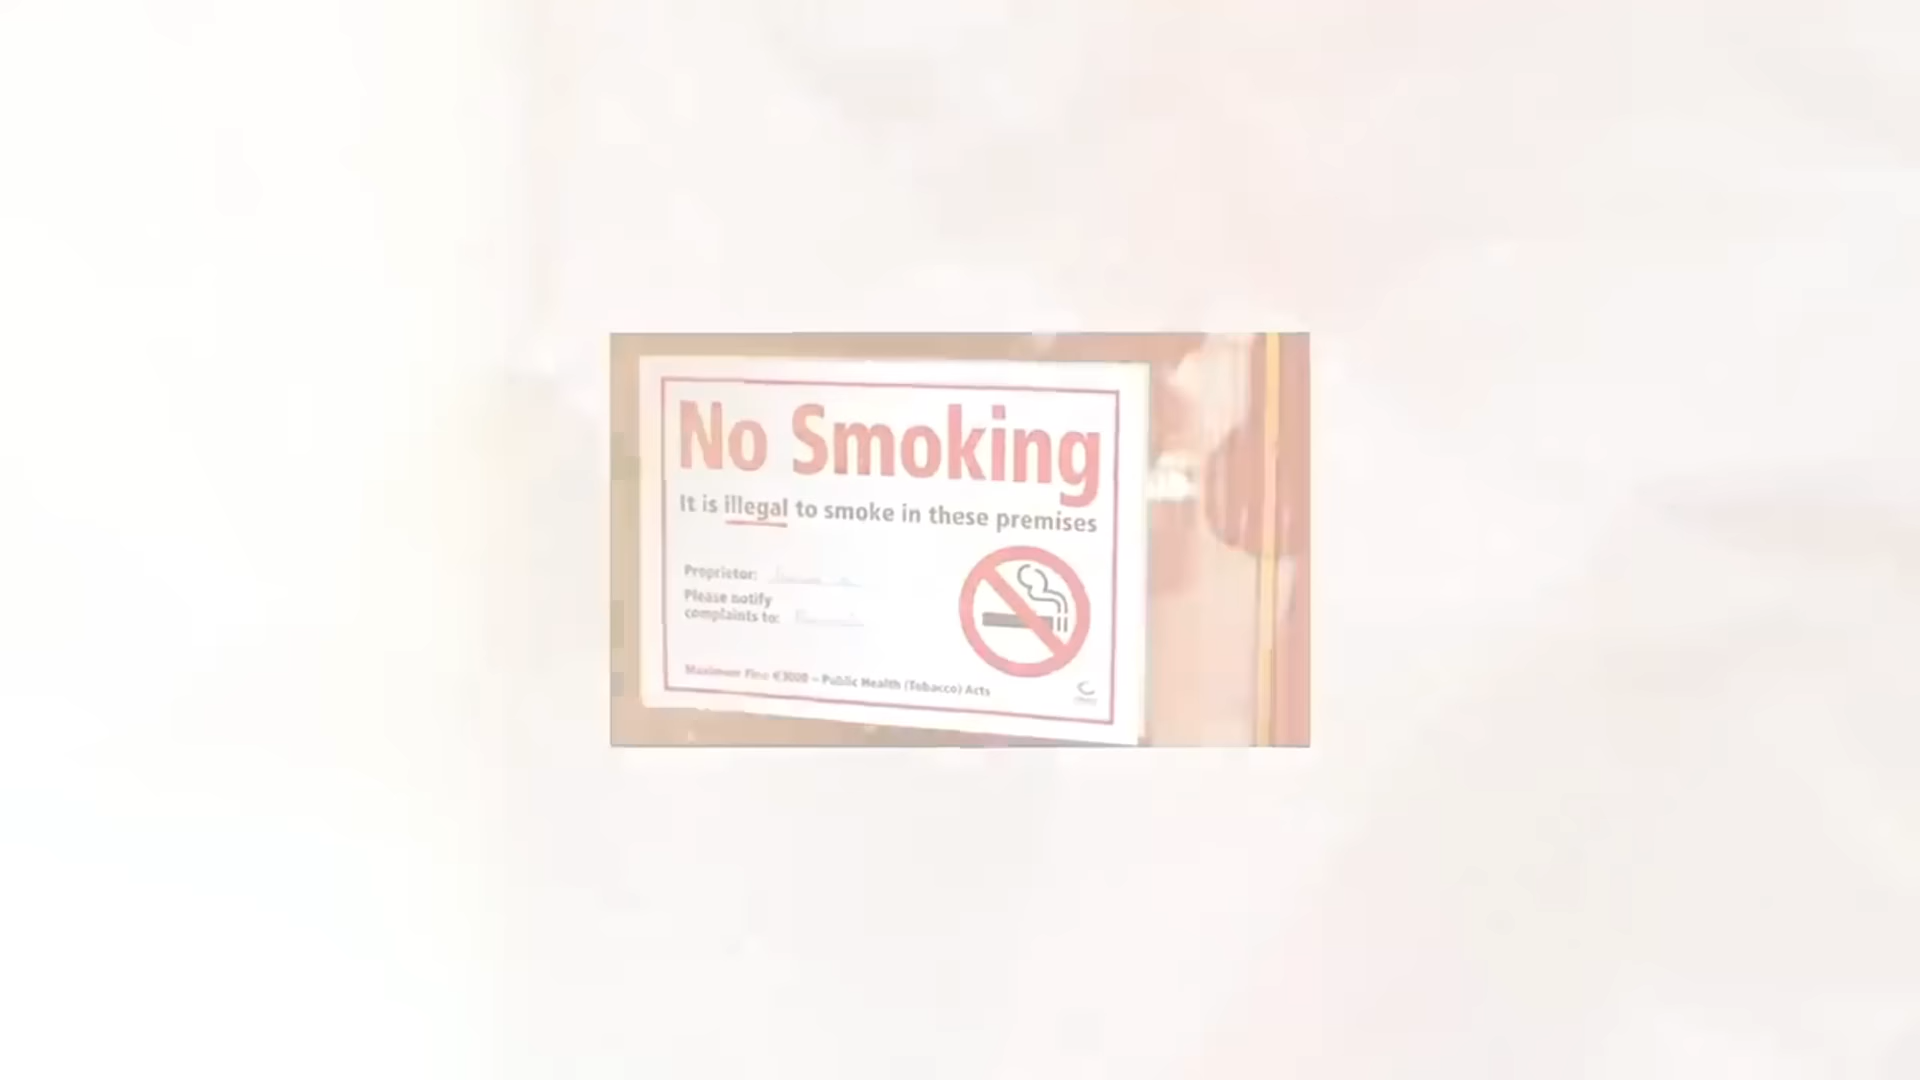 No Smoking
It is illegal to smoke in these premises
Proprietor:
Please notify
complaints to:
Maximum Fine €3000 – Public Health (Tobacco) Acts